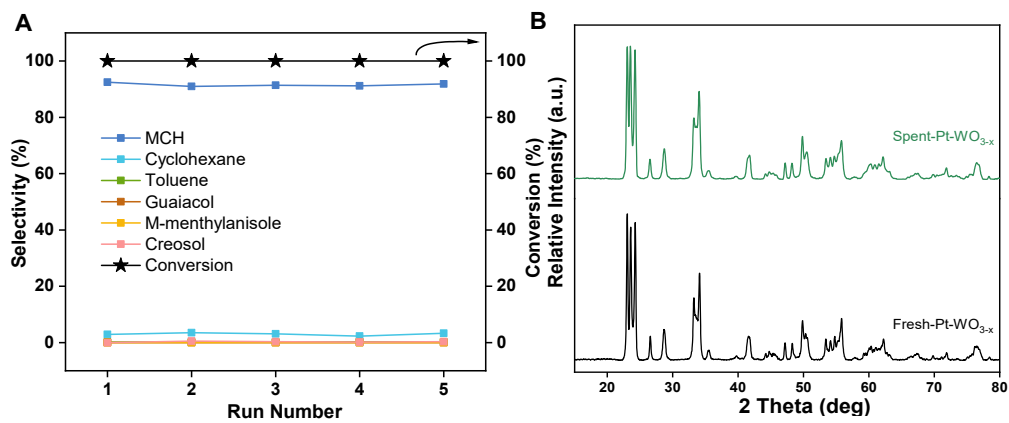 A
Selectivity (%)
100
80
60
40
20
0
MCH
Cyclohexane
Toluene
Guaiacol
M-menthylanisole
Creosol
Conversion
100
80
60
40
20
0
Conversion (%)
1 2 3 4 5
Run Number
B
Relative Intensity (a.u.)
Spent-Pt-WO3-x
Fresh-Pt-WO3-x
20 30 40 50 60 70 80
2 Theta (deg)